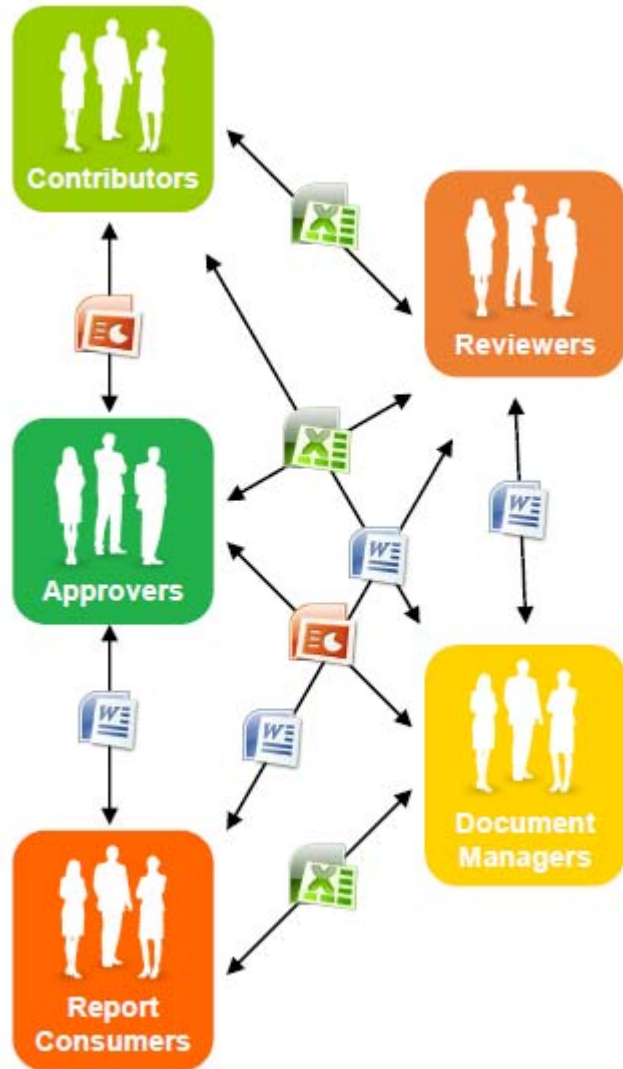 Contributors
Reviewers
Approvers
Document
Managers
Report
Consumers